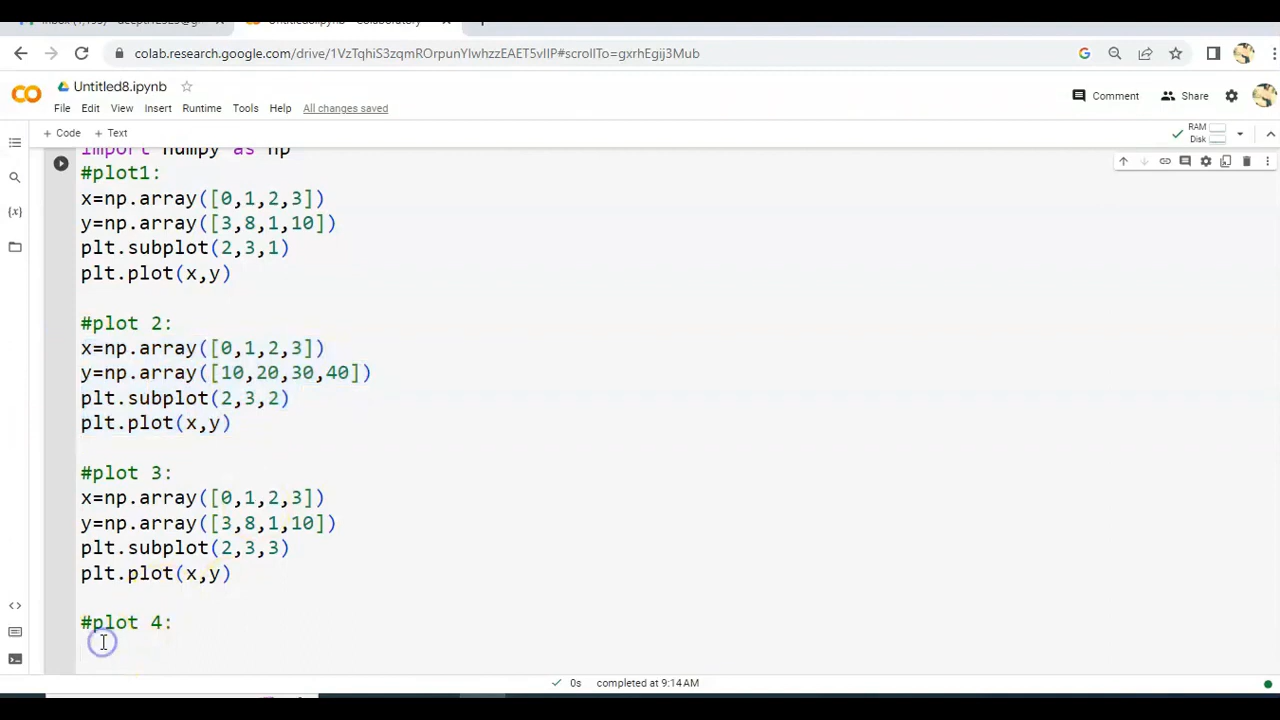 colab.research.google.com/drive/1VzTqhiS3zqmROrpunYlwhzzEAET5vlIP#scrollTo=gxrhEgij3Mub
Untitled8.ipynb
File Edit View Insert Runtime Tools Help All changes saved
Comment Share
+ Code + Text
RAM
Disk
import numpy as np
#plot1:
x=np.array([0,1,2,3])
y=np.array([3,8,1,10])
plt.subplot(2,3,1)
plt.plot(x,y)
#plot 2:
x=np.array([0,1,2,3])
y=np.array([10,20,30,40])
plt.subplot(2,3,2)
plt.plot(x,y)
#plot 3:
x=np.array([0,1,2,3])
y=np.array([3,8,1,10])
plt.subplot(2,3,3)
plt.plot(x,y)
#plot 4:
0s completed at 9:14 AM